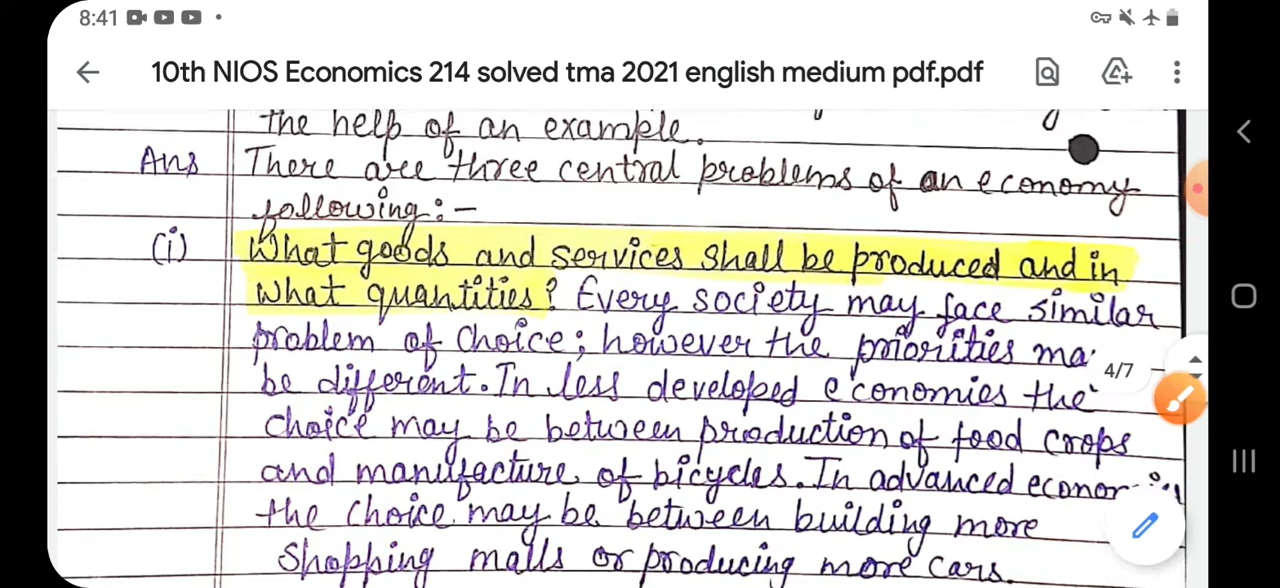 8:41
10th NIOS Economics 214 solved tma 2021 english medium pdf.pdf
the help of an example.
Ans There are three central problems of an economy
following:-
(i) What goods and services shall be produced and in
what quantities? Every society may face similar
problem of choice; however the priorities ma
be different. In less developed economies the
4/7
choice may be between production of food crops
and manufacture of bicycles. In advanced econom
the choice may be between building more
shopping malls or producing more cars.